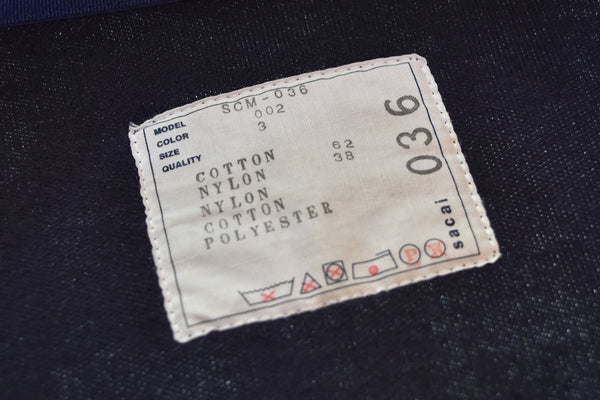 MODEL SCM-036
COLOR 002
SIZE 3
QUALITY
COTTON 62
NYLON 38
NYLON
COTTON
POLYESTER
036
sacai
P W